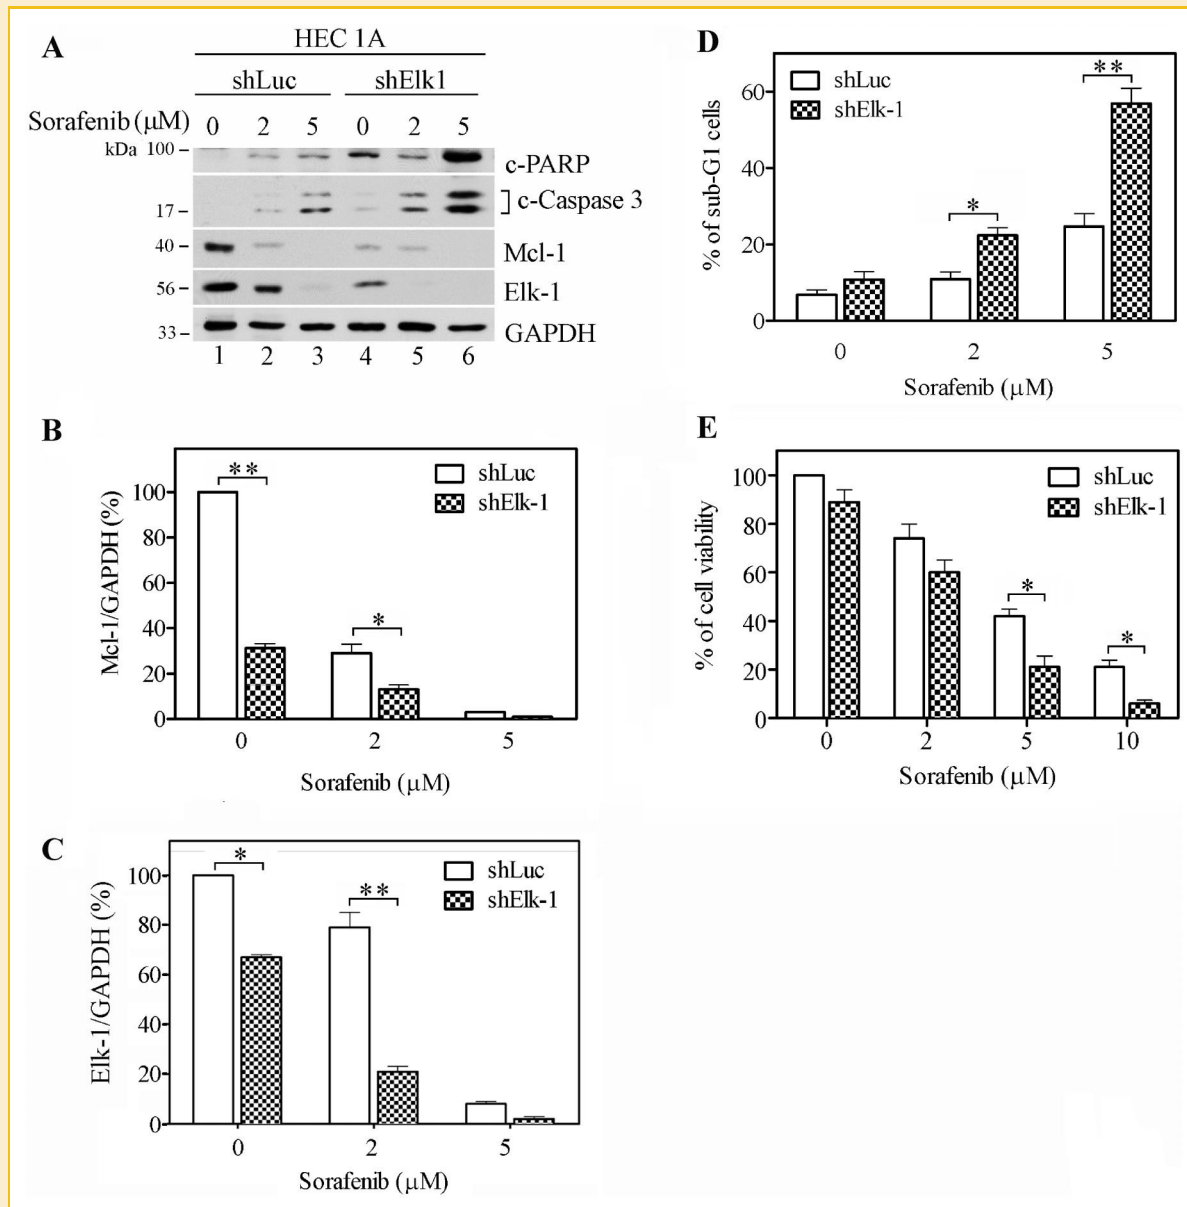 A
HEC 1A
shLuc shElk1
Sorafenib (μM) 0 2 5 0 2 5
kDa 100
c-PARP
c-Caspase 3
17
40
Mcl-1
56
Elk-1
33
GAPDH
1 2 3 4 5 6
B
Mcl-1/GAPDH (%)
100
80
60
40
20
0
**
*
shLuc
shElk-1
0 2 5
Sorafenib (μM)
C
Elk-1/GAPDH (%)
100
80
60
40
20
0
*
**
shLuc
shElk-1
0 2 5
Sorafenib (μM)
D
% of sub-G1 cells
60
40
20
0
shLuc
shElk-1
*
**
0 2 5
Sorafenib (μM)
E
% of cell viability
100
80
60
40
20
0
shLuc
shElk-1
*
*
0 2 5 10
Sorafenib (μM)